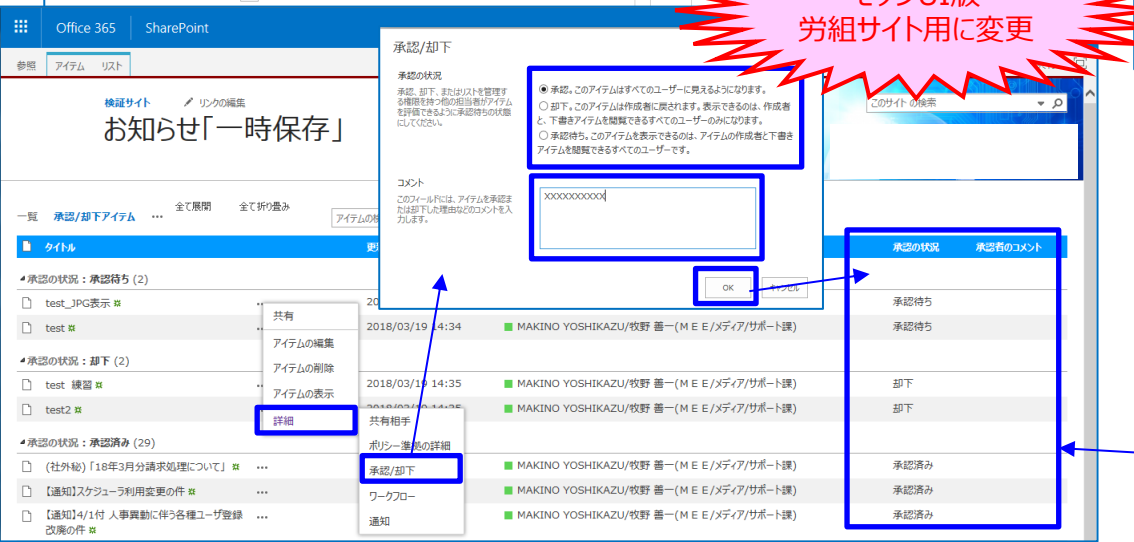 Office 365 SharePoint
参照 アイテム リスト
労組サイト用に変更
検証サイト リンクの編集
お知らせ「一時保存」
このサイト の検索
承認/却下
承認の状況
承認、却下、またはリストを管理す
る権限を持つ他の担当者がアイテム
を評価できるように承認待ちの状態
にしてください。
承認。このアイテムはすべてのユーザーに見えるようになります。
却下。このアイテムは作成者に戻されます。表示できるのは、作成者
と、下書きアイテムを閲覧できるすべてのユーザーのみになります。
承認待ち。このアイテムを表示できるのは、アイテムの作成者と下書き
アイテムを閲覧できるすべてのユーザーです。
コメント
このフィールドには、アイテムを承認ま
たは却下した理由などのコメントを入
力します。
XXXXXXXXXX
OK キャンセル
一覧 承認/却下アイテム ... 全て展開 全て折り畳み
タイトル 承認の状況 承認者のコメント
承認の状況 : 承認待ち (2)
test_JPG表示 承認待ち
test 2018/03/19 14:34 MAKINO YOSHIKAZU/牧野 善一(ＭＥＥ/メディア/サポート課) 承認待ち
承認の状況 : 却下 (2)
test 練習 2018/03/19 14:35 MAKINO YOSHIKAZU/牧野 善一(ＭＥＥ/メディア/サポート課) 却下
test2 2018/03/19 14:35 MAKINO YOSHIKAZU/牧野 善一(ＭＥＥ/メディア/サポート課) 却下
承認の状況 : 承認済み (29)
(社外秘)「18年3月分請求処理について」 ... MAKINO YOSHIKAZU/牧野 善一(ＭＥＥ/メディア/サポート課) 承認済み
【通知】スケジューラ利用変更の件 ... MAKINO YOSHIKAZU/牧野 善一(ＭＥＥ/メディア/サポート課) 承認済み
【通知】4/1付 人事異動に伴う各種ユーザ登録 ... MAKINO YOSHIKAZU/牧野 善一(ＭＥＥ/メディア/サポート課) 承認済み
改廃の件
共有
アイテムの編集
アイテムの削除
アイテムの表示
詳細
共有相手
ポリシー準拠の詳細
承認/却下
ワークフロー
通知